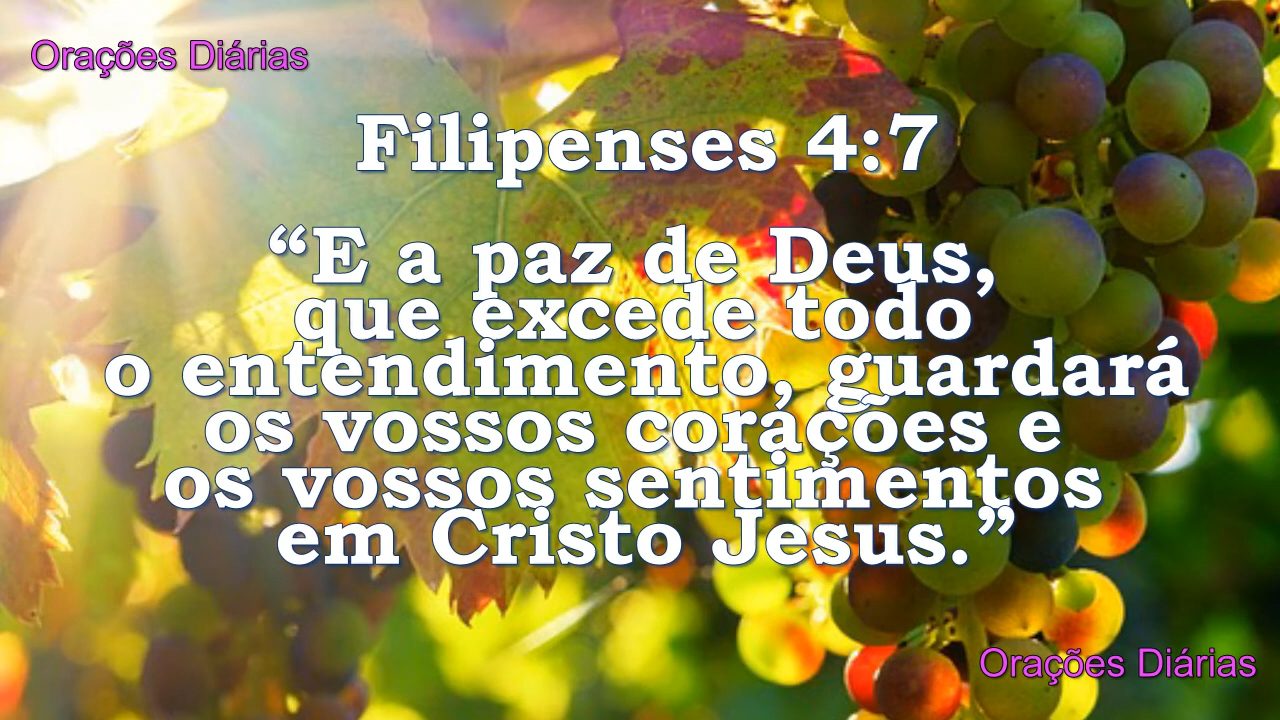 Orações Diárias
Filipenses 4:7
“E a paz de Deus,
que excede todo
o entendimento, guardará
os vossos corações e
os vossos sentimentos
em Cristo Jesus.”
Orações Diárias